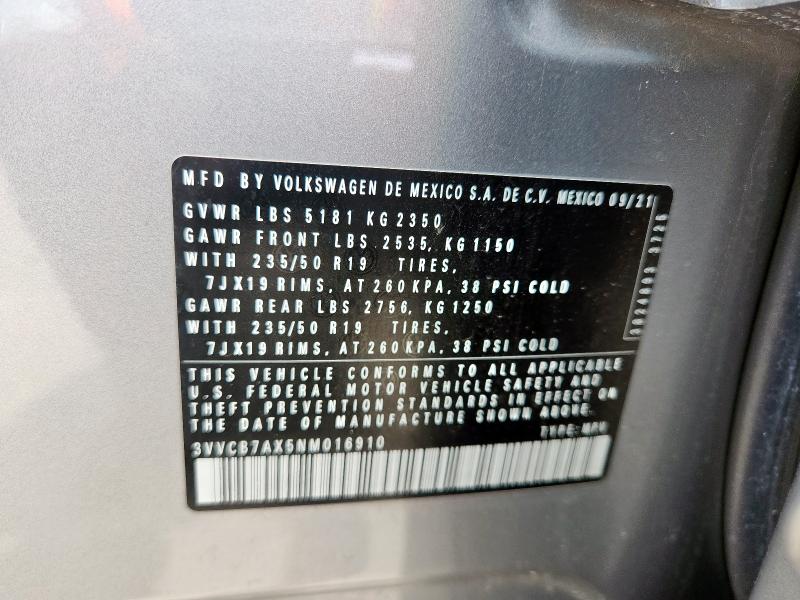 MFD BY VOLKSWAGEN DE MEXICO S.A. DE C.V. MEXICO 09/21
GVWR LBS 5181 KG 2350
GAWR FRONT LBS 2535, KG 1150
WITH 235/50 R19 TIRES,
7JX19 RIMS, AT 260 KPA, 38 PSI COLD
GAWR REAR LBS 2756, KG 1250
WITH 235/50 R19 TIRES,
7JX19 RIMS, AT 260 KPA, 38 PSI COLD
THIS VEHICLE CONFORMS TO ALL APPLICABLE
U.S. FEDERAL MOTOR VEHICLE SAFETY AND
THEFT PREVENTION STANDARDS IN EFFECT ON
THE DATE OF MANUFACTURE SHOWN ABOVE.
TYPE: MPV
3VVCB7AX5NM016910